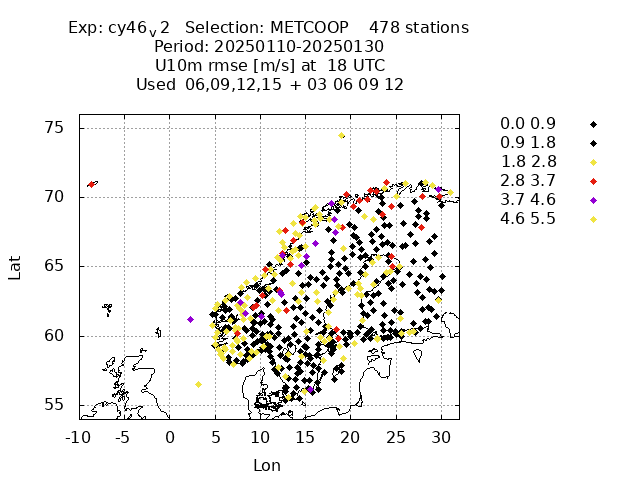 Exp: cy46v2 Selection: METCOOP 478 stations
Period: 20250110-20250130
U10m rmse [m/s] at 18 UTC
Used 06,09,12,15 + 03 06 09 12
0.0 0.9
0.9 1.8
1.8 2.8
2.8 3.7
3.7 4.6
4.6 5.5
75
70
65
60
55
Lat
-10 -5 0 5 10 15 20 25 30
Lon